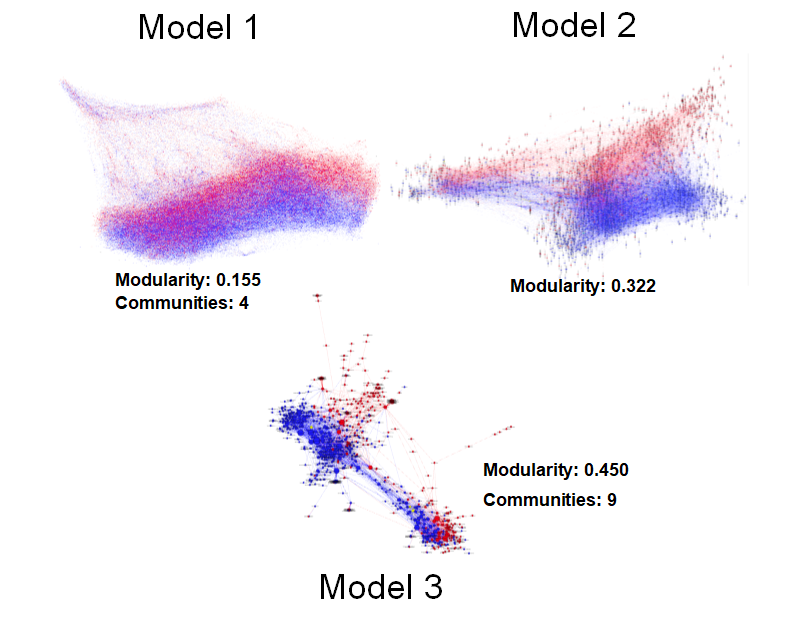 Model 1
Model 2
Modularity: 0.155
Communities: 4
Modularity: 0.322
Modularity: 0.450
Communities: 9
Model 3